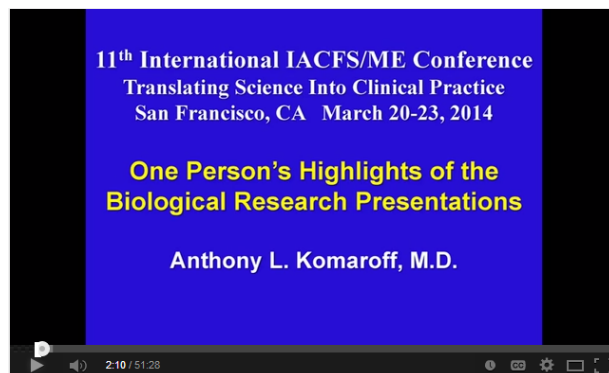 11th International IACFS/ME Conference
Translating Science Into Clinical Practice
San Francisco, CA March 20-23, 2014
One Person's Highlights of the
Biological Research Presentations
Anthony L. Komaroff, M.D.
2:10 / 51:28
CC